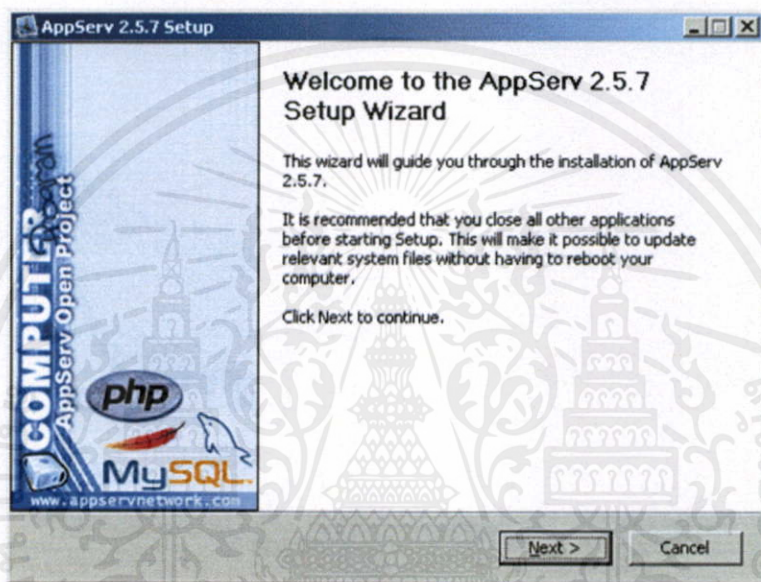 AppServ 2.5.7 Setup
Welcome to the AppServ 2.5.7
Setup Wizard
This wizard will guide you through the installation of AppServ
2.5.7.
It is recommended that you close all other applications
before starting Setup. This will make it possible to update
relevant system files without having to reboot your
computer.
Click Next to continue.
COMPUTER
Program
AppServ Open Project
php
MySQL
www.appservnetwork.com
Next >
Cancel